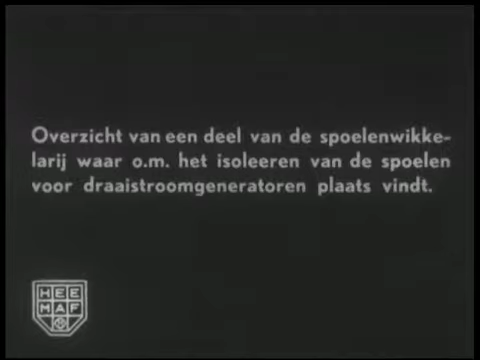 Overzicht van een deel van de spoelenwikke-
larij waar o.m. het isoleeren van de spoelen
voor draaistroomgeneratoren plaats vindt.
HEE
MAF